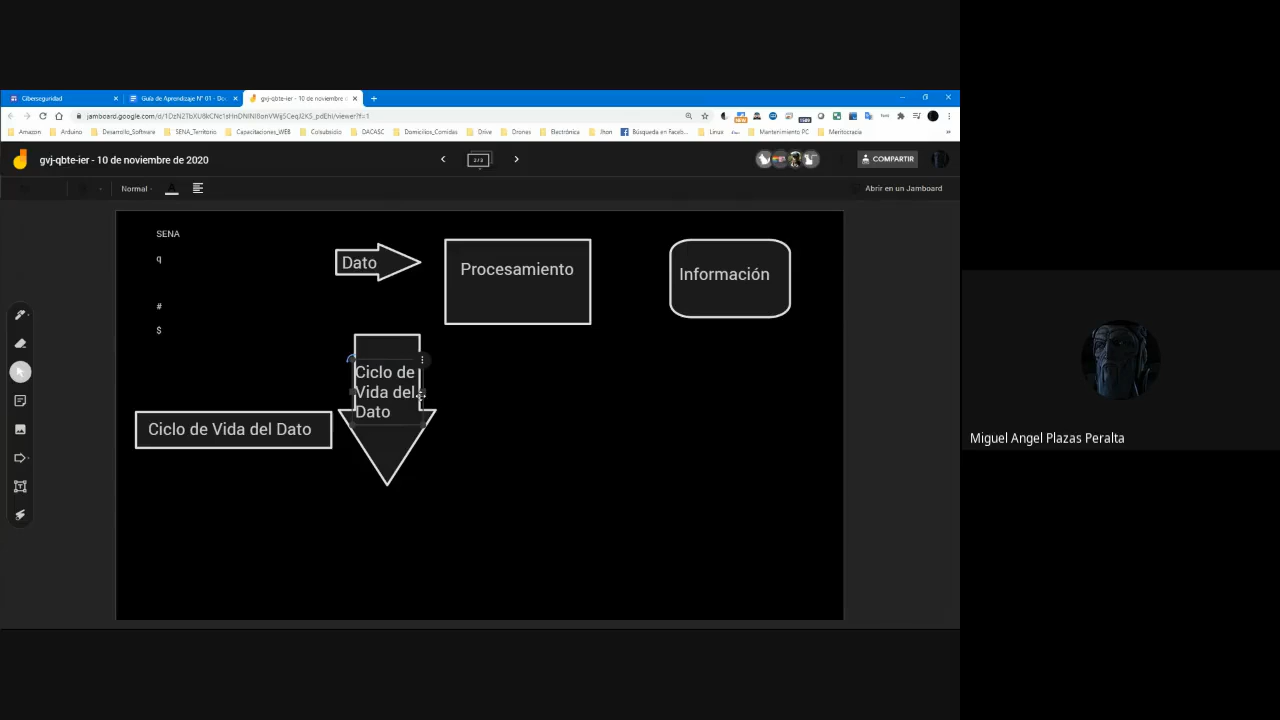 Ciberseguridad
Guía de Aprendizaje N° 01 - Do
gvj-qbte-ier - 10 de noviembre
Amazon
Arduino
Desarrollo_Software
SENA_Territorio
Capacitaciones_WEB
Colsubsidio
DACASC
Domicilios_Comidas
Drive
Drones
Electrónica
Jhon
Búsqueda en Faceb...
Linux
Mantenimiento PC
Meritocracia
gvj-qbte-ier - 10 de noviembre de 2020
2/2
COMPARTIR
Normal
A
Abrir en un Jamboard
SENA
q
#
$
Dato
Procesamiento
Información
Ciclo de
Vida del
Dato
Ciclo de Vida del Dato
Miguel Angel Plazas Peralta